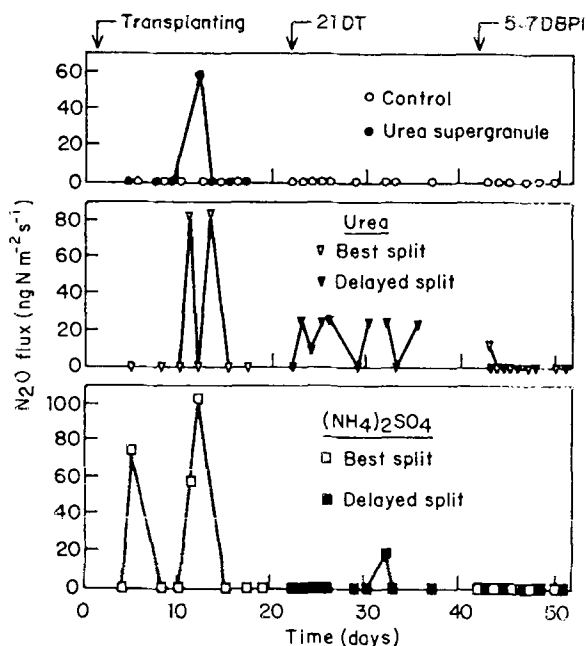 Transplanting 21DT 5-7DBPI
60
40
20
0
Control
Urea supergranule
80
60
40
20
0
Urea
Best split
Delayed split
N2O flux (ng N m-2 s-1)
100
80
60
40
20
0
(NH4)2SO4
Best split
Delayed split
0 10 20 30 40 50
Time (days)